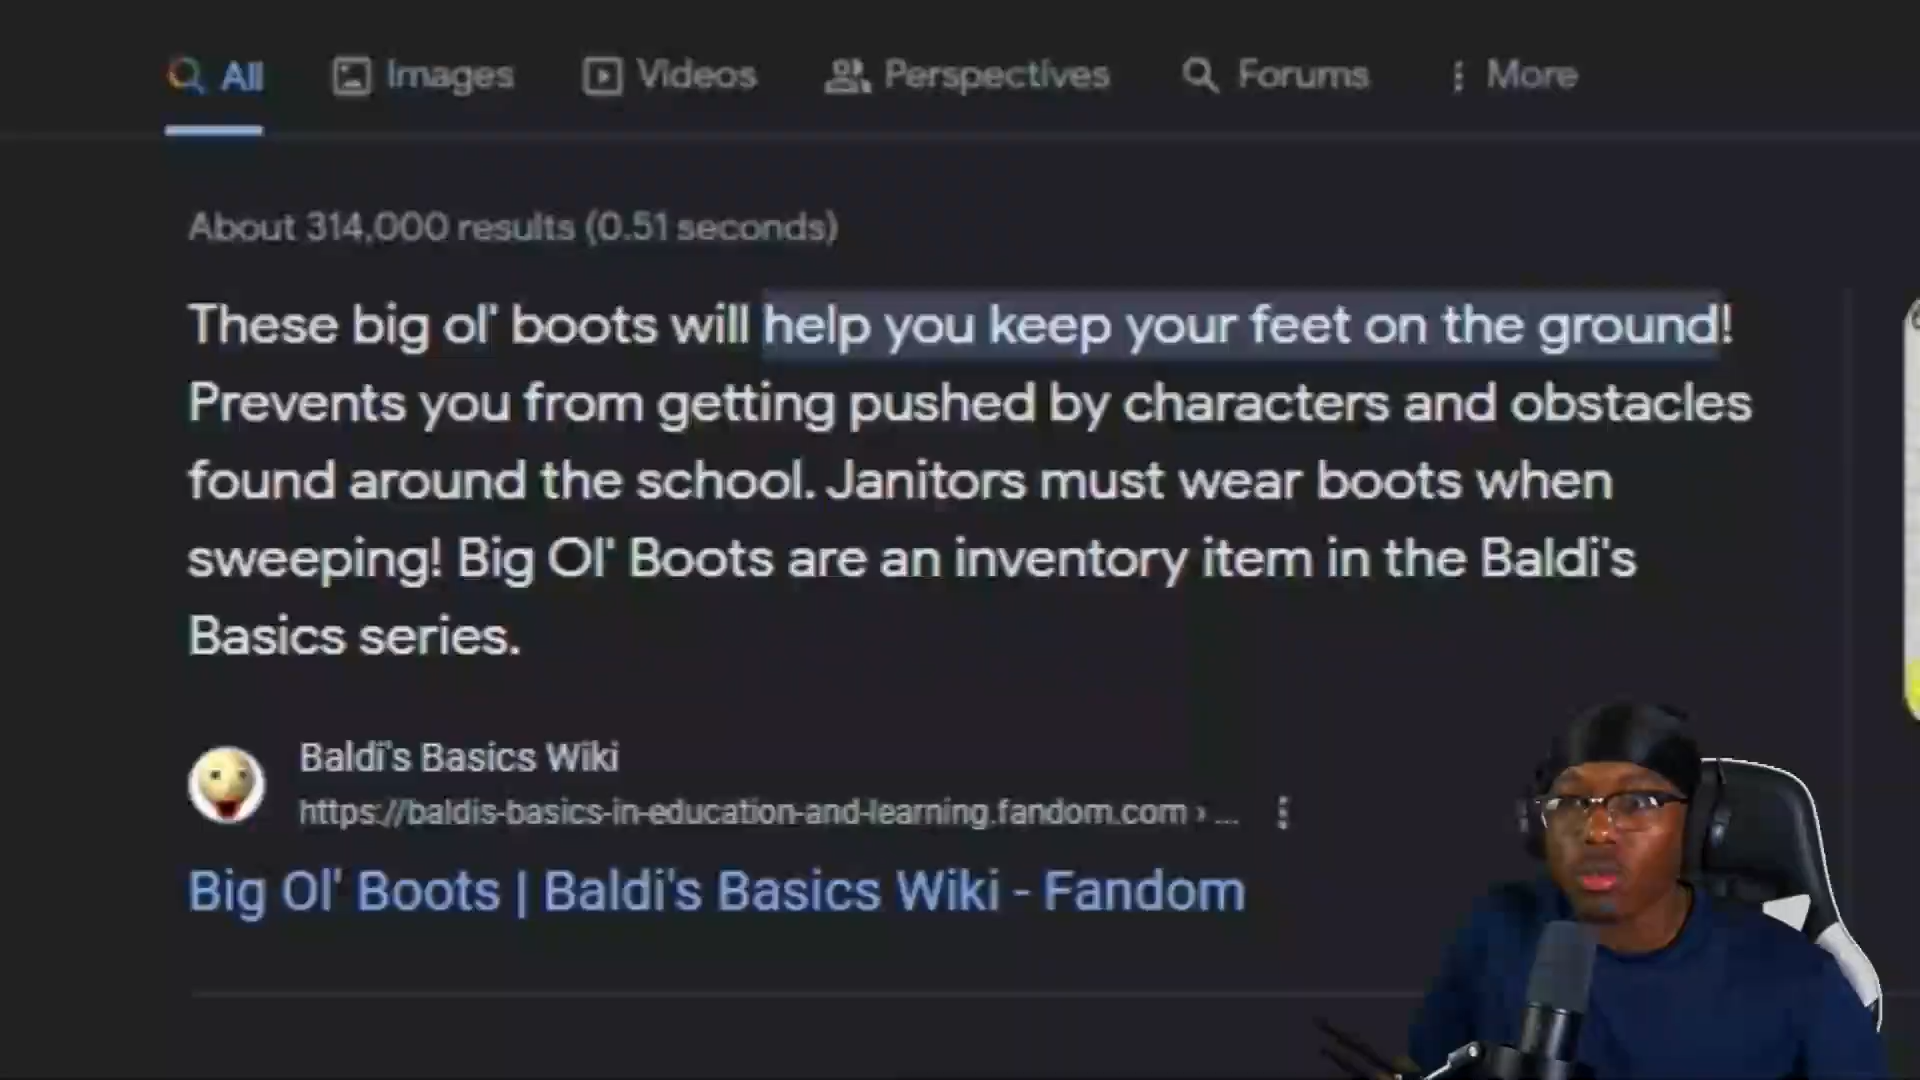 All Images Videos Perspectives Forums More
About 314,000 results (0.51 seconds)
These big ol' boots will help you keep your feet on the ground!
Prevents you from getting pushed by characters and obstacles
found around the school. Janitors must wear boots when
sweeping! Big Ol' Boots are an inventory item in the Baldi's
Basics series.
Baldi's Basics Wiki
https://baldis-basics-in-education-and-learning.fandom.com › ...
Big Ol' Boots | Baldi's Basics Wiki - Fandom